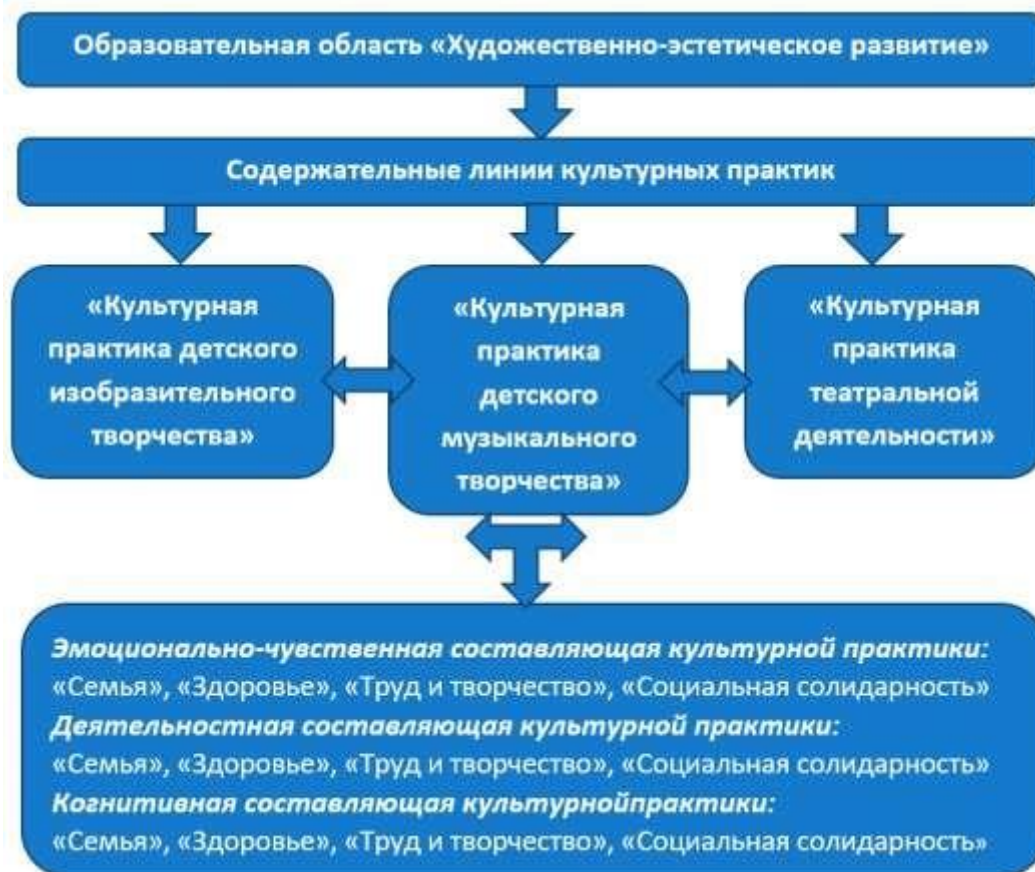 Образовательная область «Художественно-эстетическое развитие»
Содержательные линии культурных практик
«Культурная
практика детского
изобразительного
творчества»
«Культурная
практика
детского
музыкального
творчества»
«Культурная
практика
театральной
деятельности»
Эмоционально-чувственная составляющая культурной практики:
«Семья», «Здоровье», «Труд и творчество», «Социальная солидарность»
Деятельностная составляющая культурной практики:
«Семья», «Здоровье», «Труд и творчество», «Социальная солидарность»
Когнитивная составляющая культурнойпрактики:
«Семья», «Здоровье», «Труд и творчество», «Социальная солидарность»